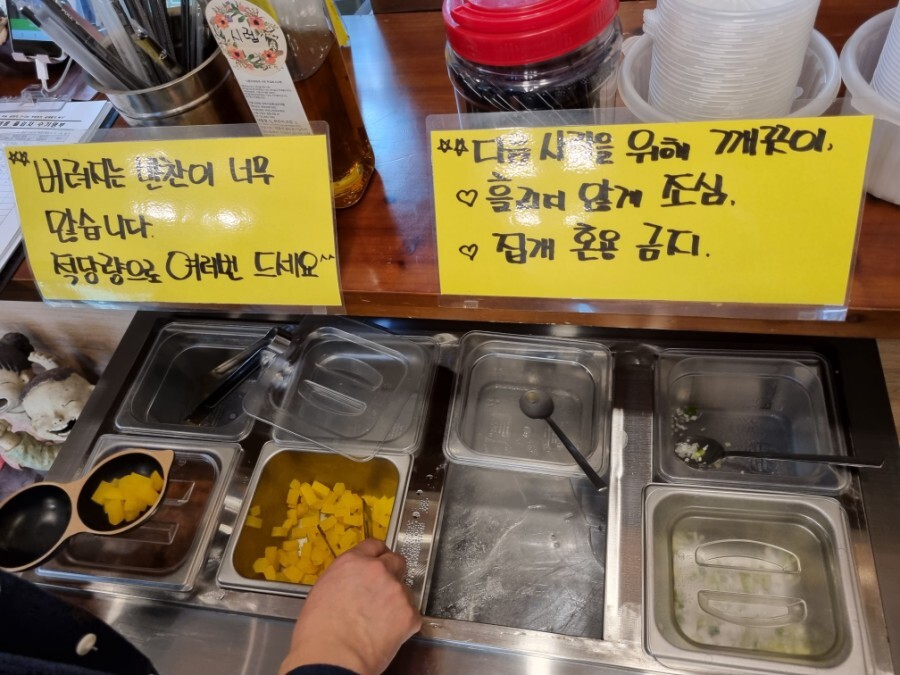 ☆☆ 버려지는 반찬이 너무
많습니다.
적당량으로 여러번 드세요^^
☆☆ 다음 사람을 위해 깨끗이.
♡ 흘리지 않게 조심.
♡ 집게 혼용 금지.